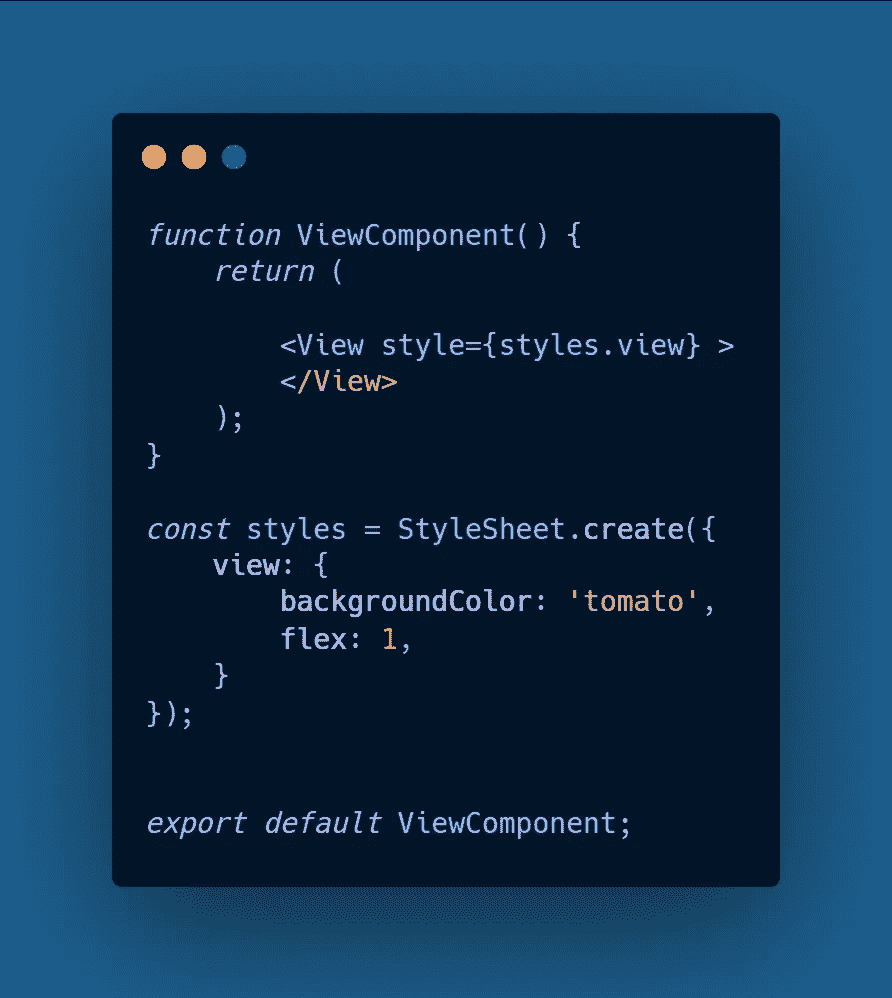 function ViewComponent() {
    return (

        <View style={styles.view} >
        </View>
    );
}

const styles = StyleSheet.create({
    view: {
        backgroundColor: 'tomato',
        flex: 1,
    }
});


export default ViewComponent;